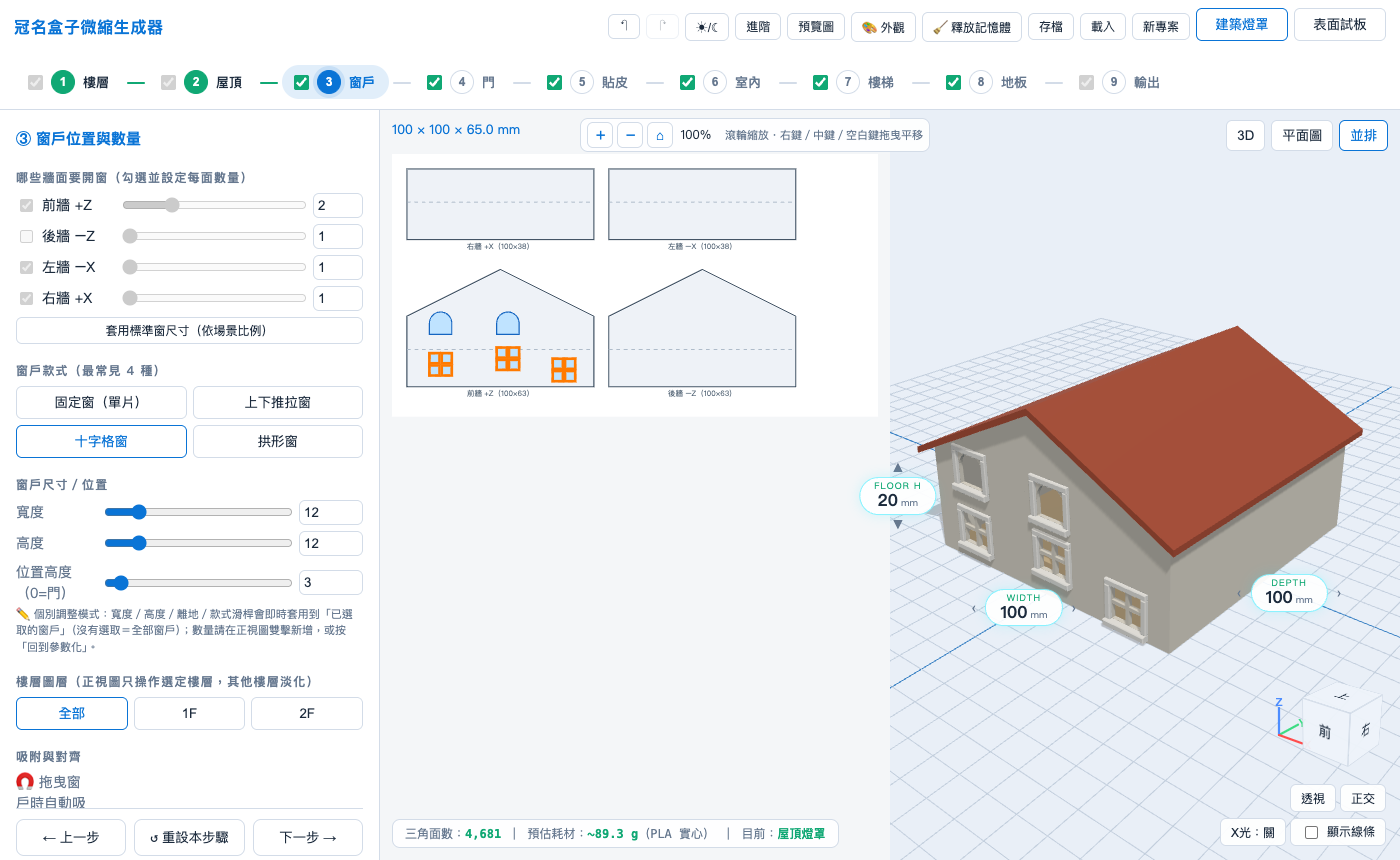 冠名盒子微縮生成器
☀/☾ 進階 預覽圖 🎨 外觀 🧹 釋放記憶體 存檔 載入 新專案 建築燈罩 表面試板
1 樓層 2 屋頂 3 窗戶 4 門 5 貼皮 6 室內 7 樓梯 8 地板 9 輸出
③ 窗戶位置與數量
哪些牆面要開窗（勾選並設定每面數量）
前牆 +Z 2
後牆 −Z 1
左牆 −X 1
右牆 +X 1
套用標準窗尺寸（依場景比例）
窗戶款式（最常見 4 種）
固定窗（單片） 上下推拉窗
十字格窗 拱形窗
窗戶尺寸 / 位置
寬度 12
高度 12
位置高度
（0=門） 3
✏️ 個別調整模式：寬度 / 高度 / 離地 / 款式滑桿會即時套用到「已選
取的窗戶」（沒有選取＝全部窗戶）；數量請在正視圖雙擊新增，或按
「回到參數化」。
樓層圖層（正視圖只操作選定樓層，其他樓層淡化）
全部 1F 2F
吸附與對齊
🧲 拖曳窗
戶時自動吸
← 上一步 ↺ 重設本步驟 下一步 →
100 × 100 × 65.0 mm
+ − ⌂ 100% 滾輪縮放 · 右鍵 / 中鍵 / 空白鍵拖曳平移
3D 平面圖 並排
右牆 +X (100×38) 左牆 −X (100×38)
前牆 +Z (100×63) 後牆 −Z (100×63)
FLOOR H
20 mm
WIDTH
100 mm
DEPTH
100 mm
Z
前 右 上
透視 正交
X光：關 顯示線條
三角面數：4,681 | 預估耗材：~89.3 g (PLA 實心) | 目前：屋頂燈罩